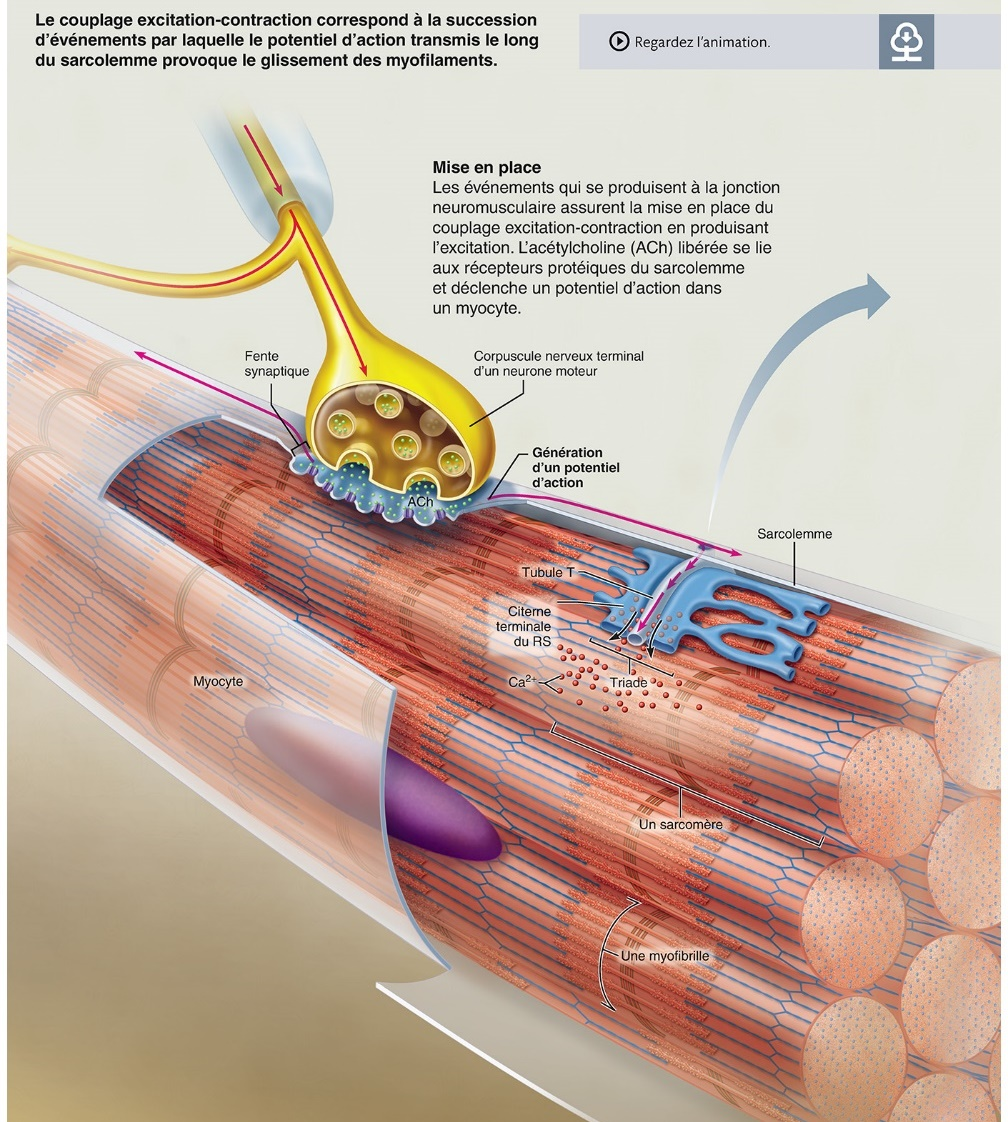 Le couplage excitation-contraction correspond à la succession
d'événements par laquelle le potentiel d'action transmis le long
du sarcolemme provoque le glissement des myofilaments.
Regardez l'animation.
Mise en place
Les événements qui se produisent à la jonction
neuromusculaire assurent la mise en place du
couplage excitation-contraction en produisant
l'excitation. L'acétylcholine (ACh) libérée se lie
aux récepteurs protéiques du sarcolemme
et déclenche un potentiel d'action dans
un myocyte.
Fente
synaptique
Corpuscule nerveux terminal
d'un neurone moteur
Génération
d'un potentiel
d'action
ACh
Sarcolemme
Tubule T
Citerne
terminale
du RS
Ca²⁺
Triade
Myocyte
Un sarcomère
Une myofibrille